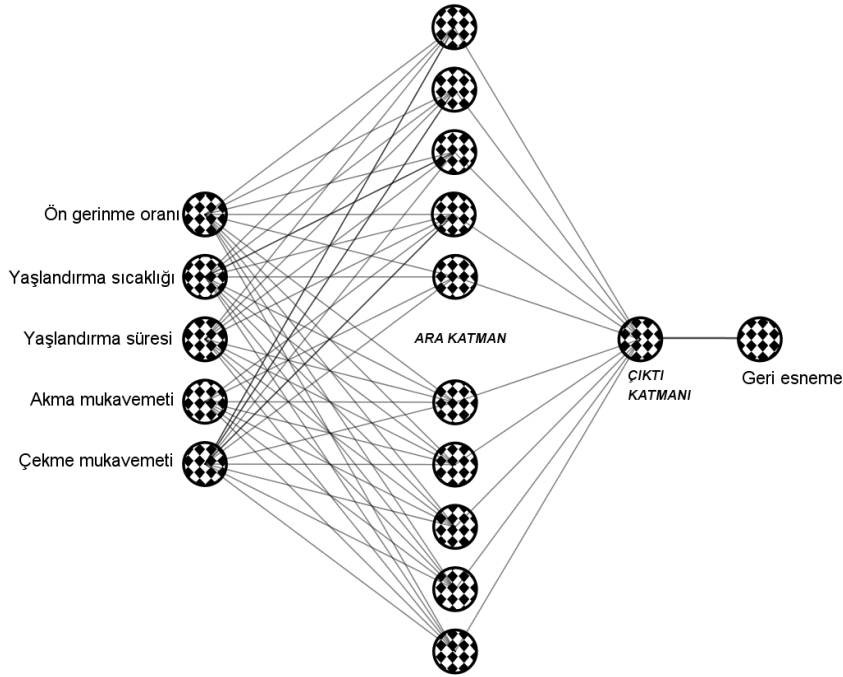 Ön gerinme oranı
Yaşlandırma sıcaklığı
Yaşlandırma süresi
Akma mukavemeti
Çekme mukavemeti
ARA KATMAN
ÇIKTI
KATMANI
Geri esneme